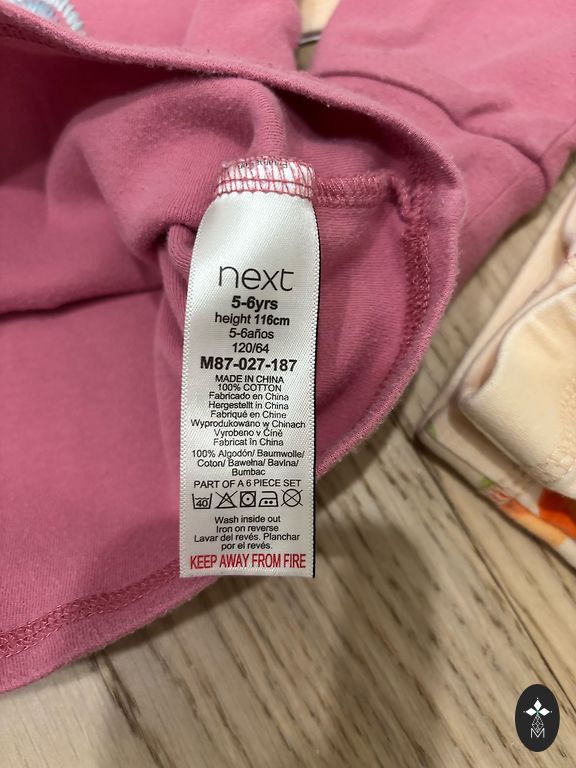 next
5-6yrs
height 116cm
5-6años
120/64
M87-027-187
MADE IN CHINA
100% COTTON
Fabricado en China
Hergestellt in China
Fabriqué en Chine
Wyprodukowano w Chinach
Vyrobeno v Číně
Fabricat în China
100% Algodón/ Baumwolle/
Coton/ Bawełna/ Bavlna/
Bumbac
PART OF A 6 PIECE SET
40
Wash inside out
Iron on reverse
Lavar del revés. Planchar
por el revés.
KEEP AWAY FROM FIRE